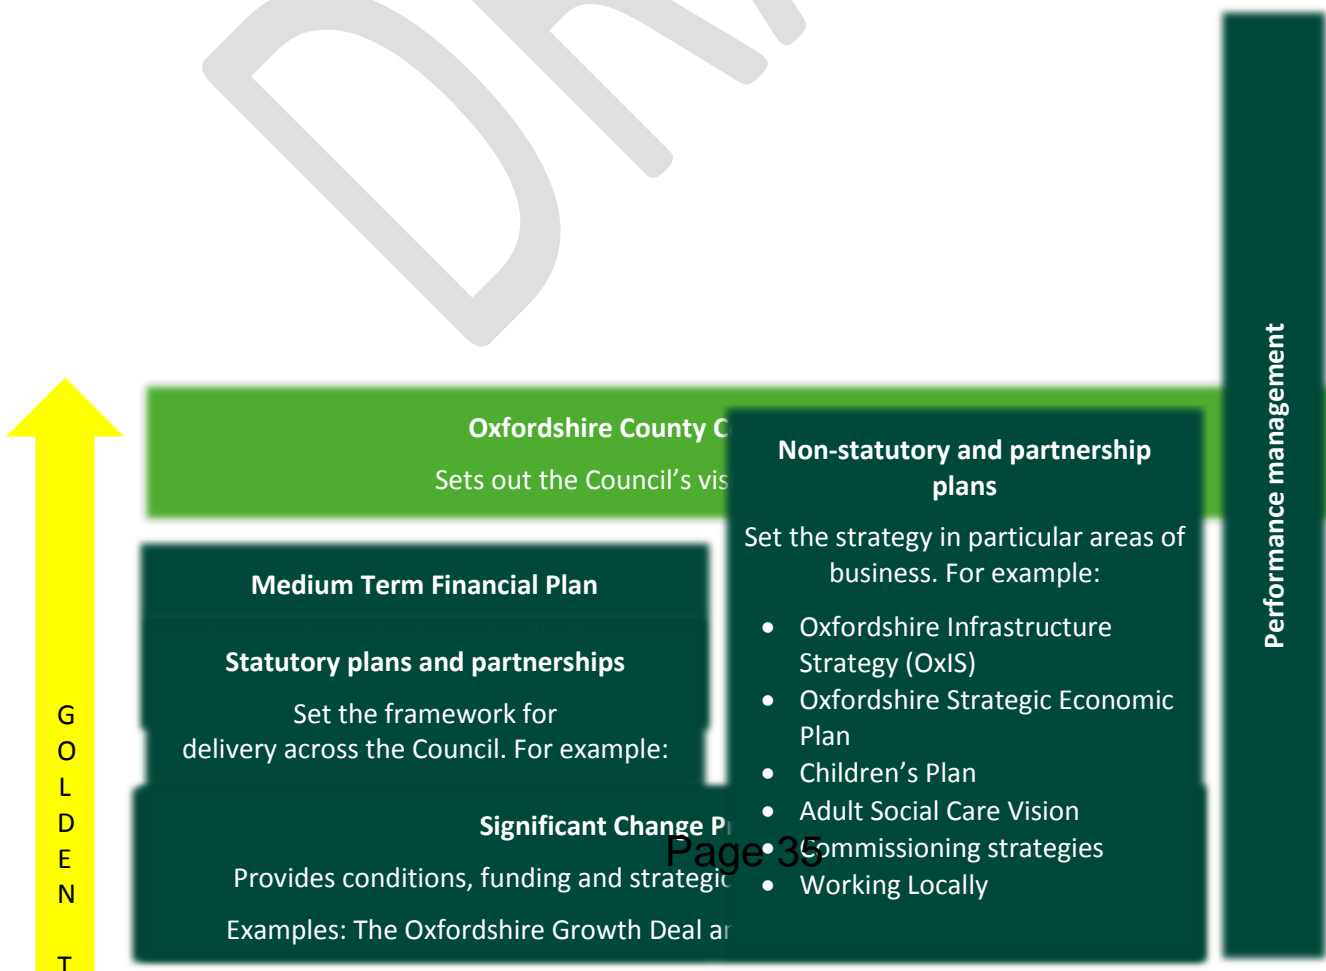 DRA
Oxfordshire County C
Sets out the Council's vis
Medium Term Financial Plan
Statutory plans and partnerships
Set the framework for
delivery across the Council. For example:
Significant Change P
Provides conditions, funding and strategic
Examples: The Oxfordshire Growth Deal ar
Non-statutory and partnership
plans
Set the strategy in particular areas of
business. For example:
• Oxfordshire Infrastructure
Strategy (OxIS)
• Oxfordshire Strategic Economic
Plan
• Children's Plan
• Adult Social Care Vision
• Commissioning strategies
• Working Locally
Performance management
G
O
L
D
E
N
T
Page 35